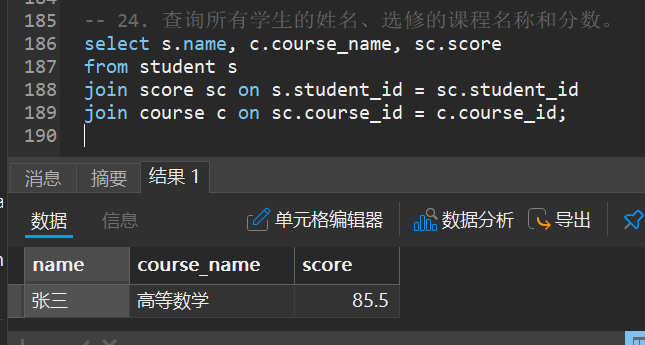 185 -- 24. 查询所有学生的姓名、选修的课程名称和分数。
186 select s.name, c.course_name, sc.score
187 from student s
188 join score sc on s.student_id = sc.student_id
189 join course c on sc.course_id = c.course_id;
190
消息 摘要 结果 1
数据 信息 单元格编辑器 数据分析 导出
name course_name score
张三 高等数学 85.5